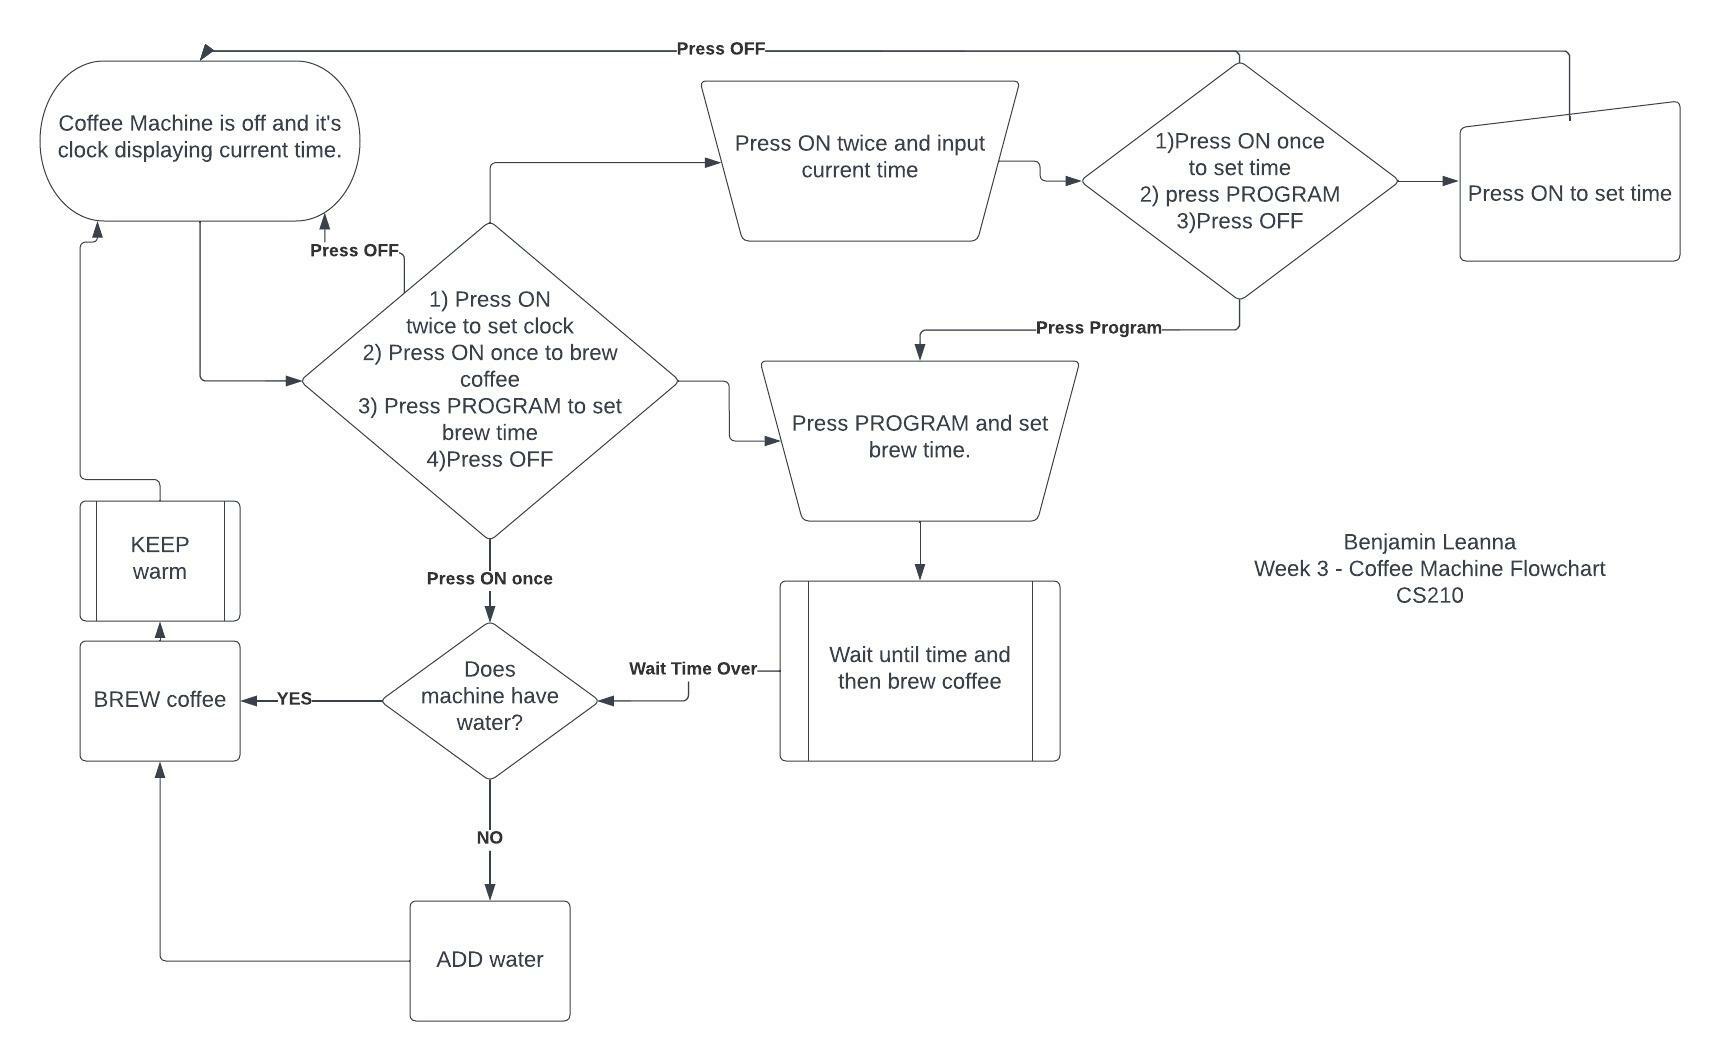 Press OFF
Coffee Machine is off and it's
clock displaying current time.
Press ON twice and input
current time
1)Press ON once
to set time
2) press PROGRAM
3)Press OFF
Press ON to set time
Press OFF
1) Press ON
twice to set clock
2) Press ON once to brew
coffee
3) Press PROGRAM to set
brew time
4)Press OFF
Press Program
Press PROGRAM and set
brew time.
KEEP
warm
Press ON once
Benjamin Leanna
Week 3 - Coffee Machine Flowchart
CS210
Does
machine have
water?
Wait Time Over
Wait until time and
then brew coffee
BREW coffee
YES
NO
ADD water